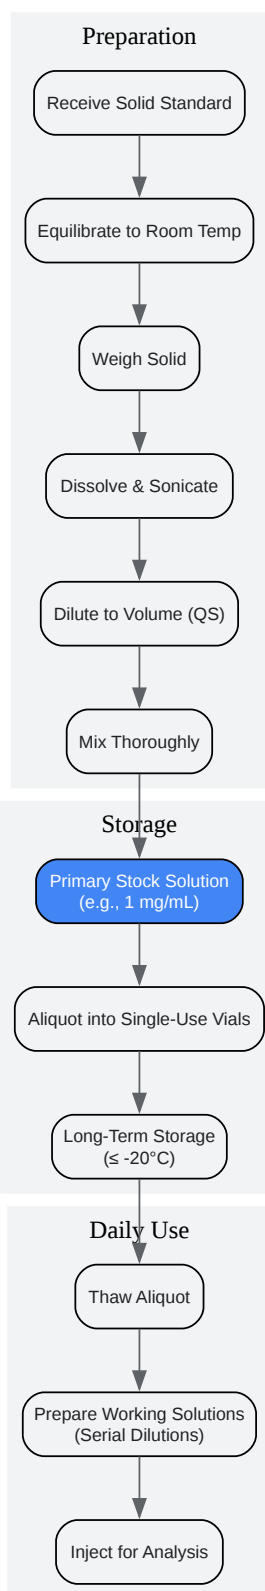 Preparation
Receive Solid Standard
Equilibrate to Room Temp
Weigh Solid
Dissolve & Sonicate
Dilute to Volume (QS)
Mix Thoroughly
Storage
Primary Stock Solution
(e.g., 1 mg/mL)
Aliquot into Single-Use Vials
Long-Term Storage
(≤ -20°C)
Daily Use
Thaw Aliquot
Prepare Working Solutions
(Serial Dilutions)
Inject for Analysis